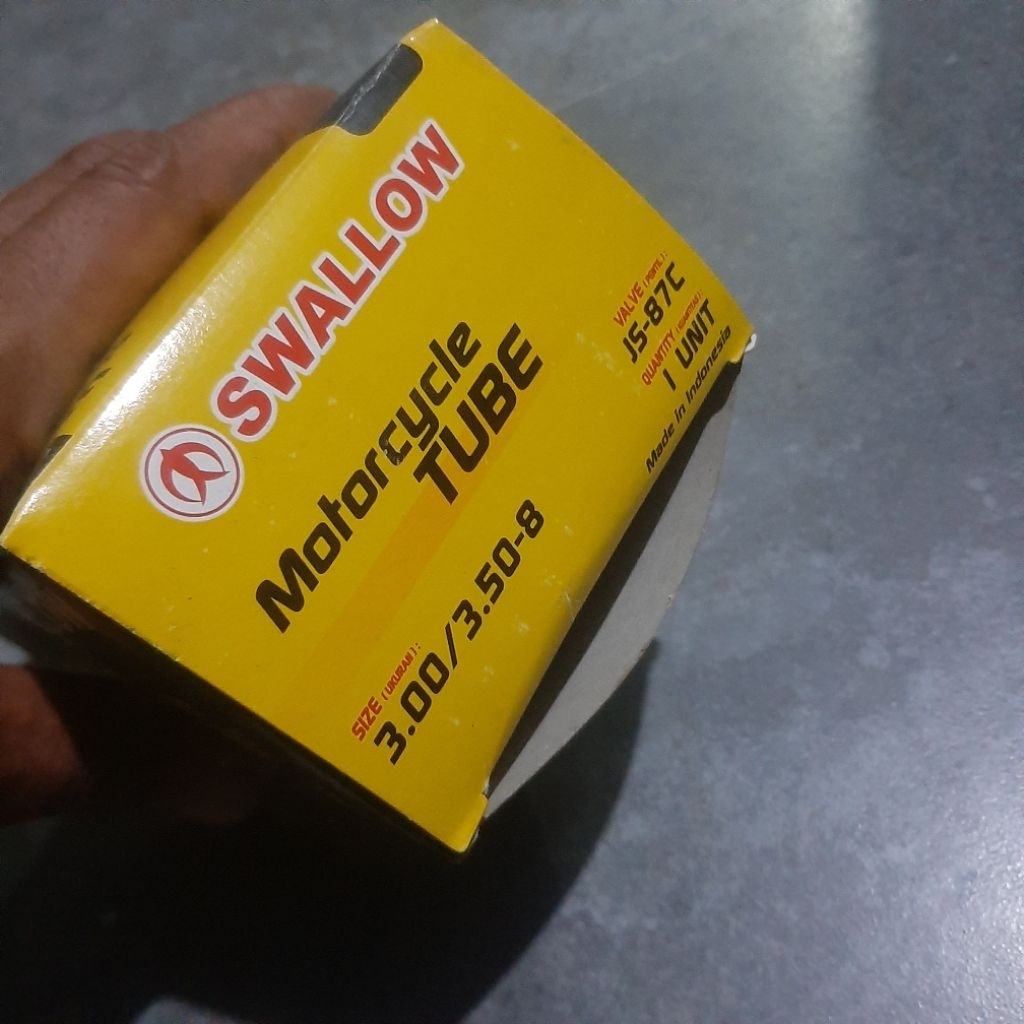 SWALLOW
Motorcycle
TUBE
SIZE (UKURAN):
3.00/3.50-8
VALVE (PENTIL):
JS-87C
QUANTITY (KUANTITAS):
1 UNIT
Made in Indonesia